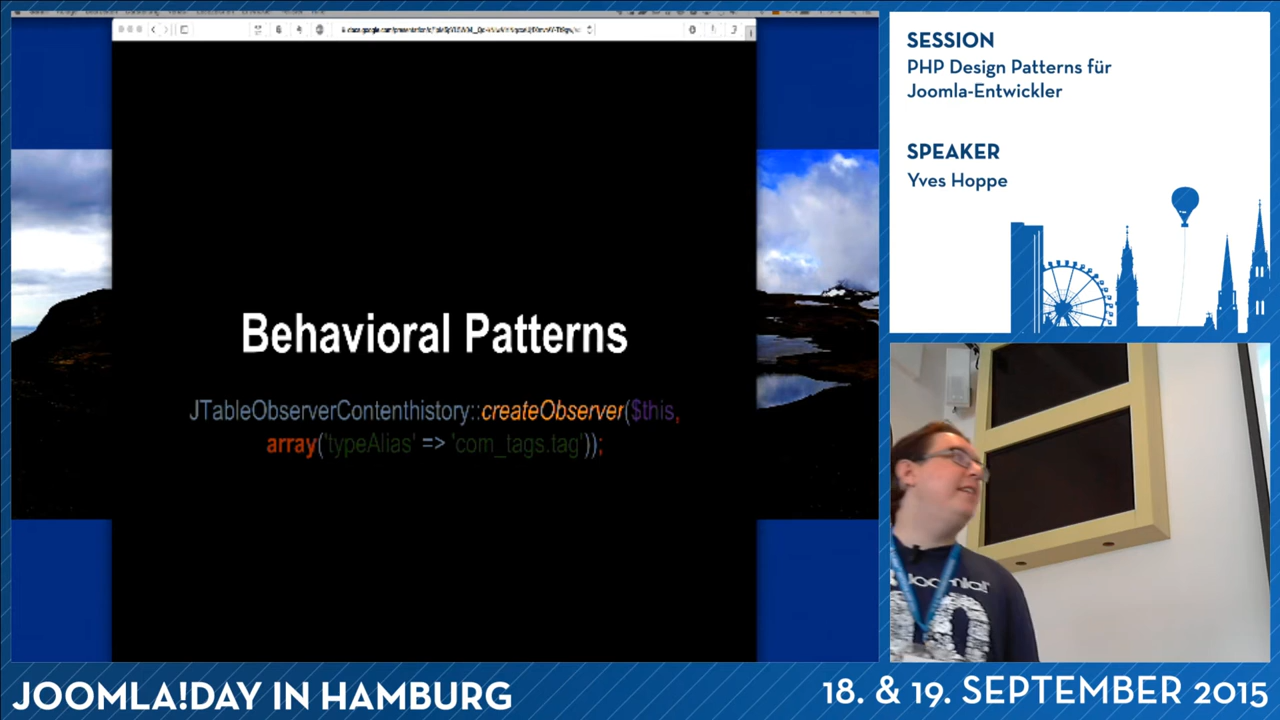 SESSION
PHP Design Patterns für
Joomla-Entwickler
SPEAKER
Yves Hoppe
Behavioral Patterns
JTableObserverContenthistory::createObserver($this,
array('typeAlias' => 'com_tags.tag'));
Joomla!
JOOMLA!DAY IN HAMBURG
18. & 19. SEPTEMBER 2015